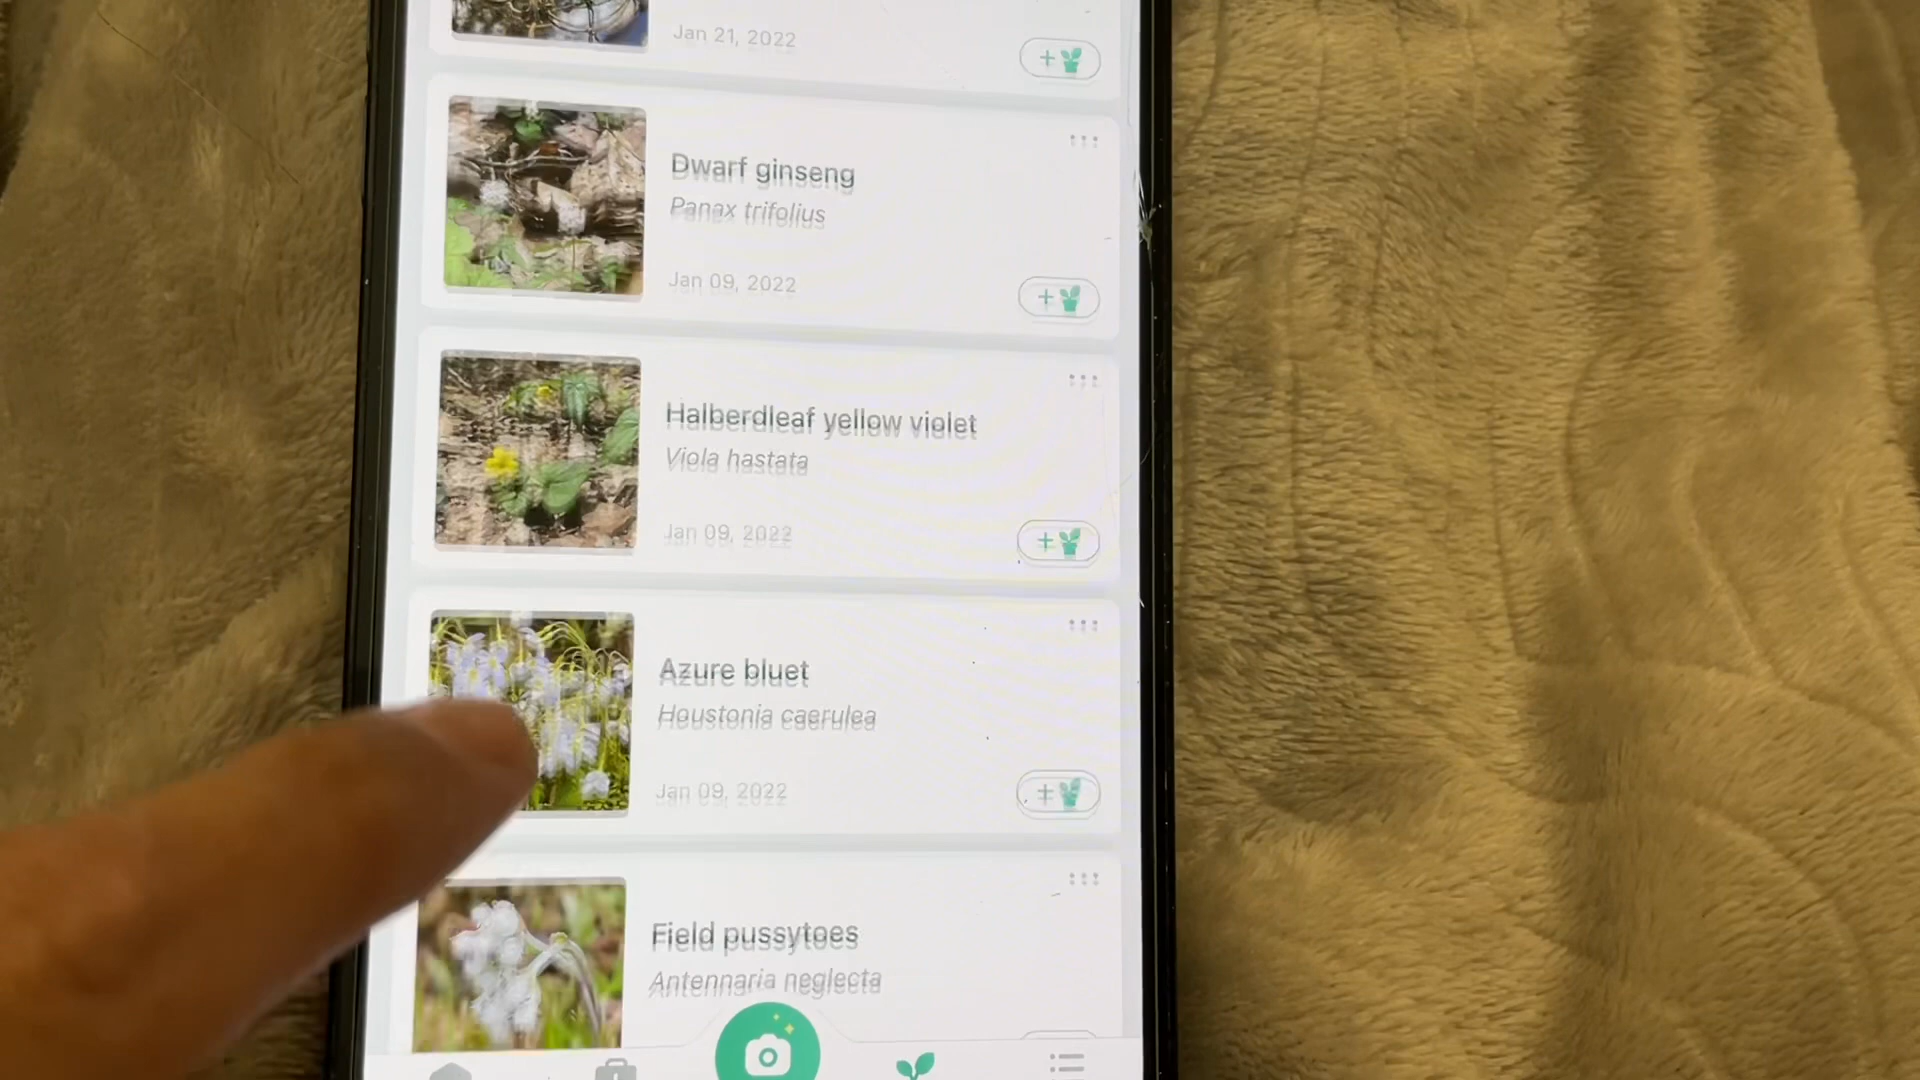 Jan 21, 2022
Dwarf ginseng
Panax trifolius
Jan 09, 2022
Halberdleaf yellow violet
Viola hastata
Jan 09, 2022
Azure bluet
Houstonia caerulea
Jan 09, 2022
Field pussytoes
Antennaria neglecta